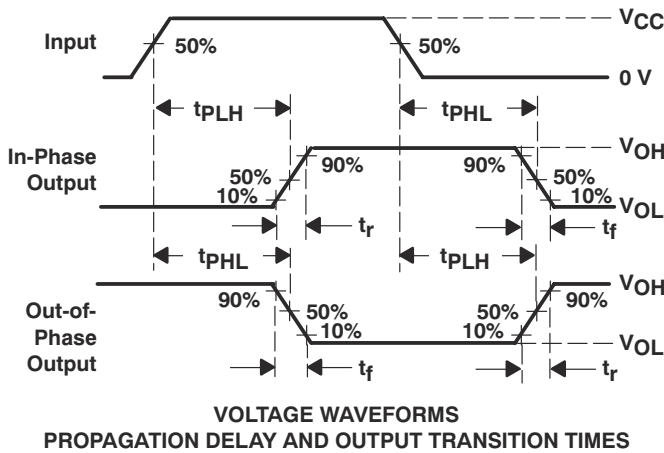 VCC
Input
50%
50%
0 V
tPLH
tPHL
In-Phase
Output
VOH
90%
90%
50%
50%
10%
10%
VOL
tr
tf
tPHL
tPLH
Out-of-
Phase
Output
VOH
90%
90%
50%
50%
10%
10%
VOL
tf
tr
VOLTAGE WAVEFORMS
PROPAGATION DELAY AND OUTPUT TRANSITION TIMES